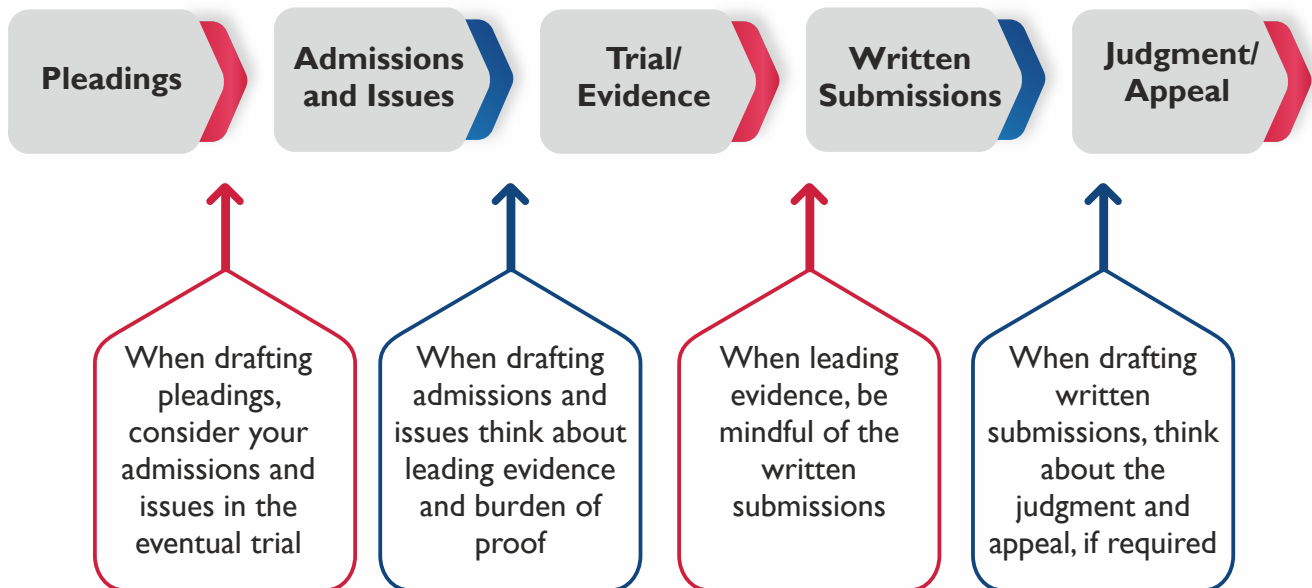 Pleadings
Admissions
and Issues
Trial/
Evidence
Written
Submissions
Judgment/
Appeal
When drafting
pleadings,
consider your
admissions and
issues in the
eventual trial
When drafting
admissions and
issues think about
leading evidence
and burden of
proof
When leading
evidence, be
mindful of the
written
submissions
When drafting
written
submissions, think
about the
judgment and
appeal, if required